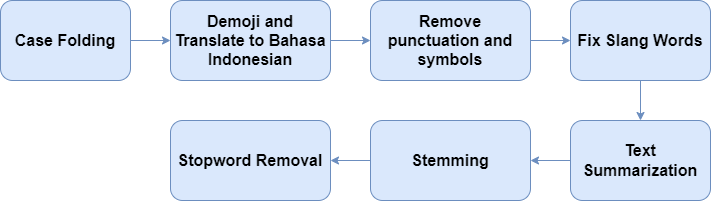 Case Folding
Demoji and
Translate to Bahasa
Indonesian
Remove
punctuation and
symbols
Fix Slang Words
Text
Summarization
Stemming
Stopword Removal